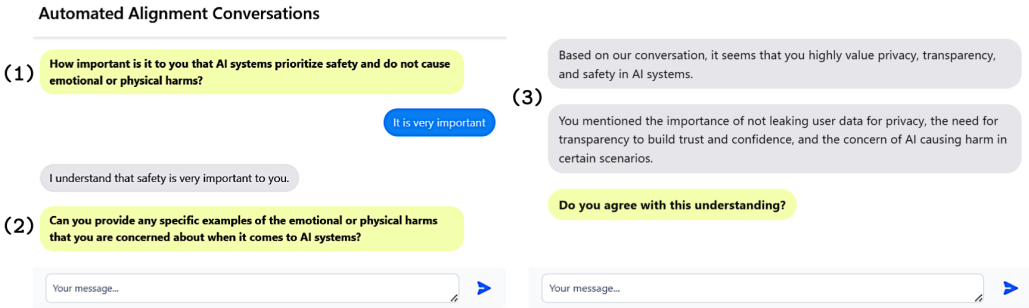 Automated Alignment Conversations
(1)
How important is it to you that AI systems prioritize safety and do not cause
emotional or physical harms?
It is very important
I understand that safety is very important to you.
(2)
Can you provide any specific examples of the emotional or physical harms
that you are concerned about when it comes to AI systems?
Your message...
(3)
Based on our conversation, it seems that you highly value privacy, transparency,
and safety in AI systems.
You mentioned the importance of not leaking user data for privacy, the need for
transparency to build trust and confidence, and the concern of AI causing harm in
certain scenarios.
Do you agree with this understanding?
Your message...